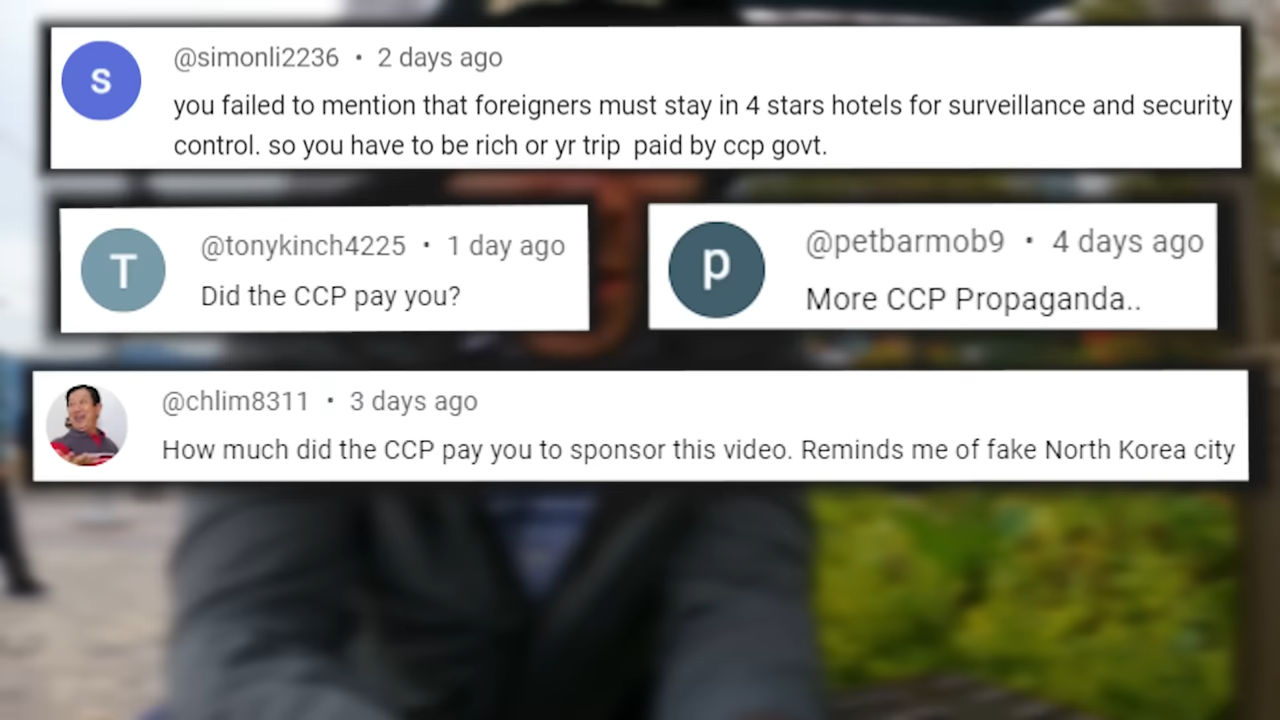 S
@simonli2236 • 2 days ago
you failed to mention that foreigners must stay in 4 stars hotels for surveillance and security
control. so you have to be rich or yr trip  paid by ccp govt.
T
@tonykinch4225 • 1 day ago
Did the CCP pay you?
p
@petbarmob9 • 4 days ago
More CCP Propaganda..
@chlim8311 • 3 days ago
How much did the CCP pay you to sponsor this video. Reminds me of fake North Korea city